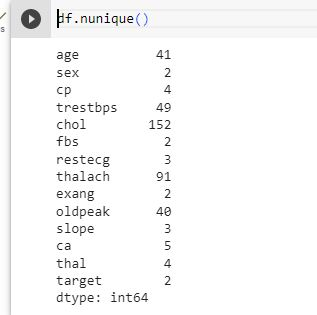 df.nunique()
s
age 41
sex 2
cp 4
trestbps 49
chol 152
fbs 2
restecg 3
thalach 91
exang 2
oldpeak 40
slope 3
ca 5
thal 4
target 2
dtype: int64